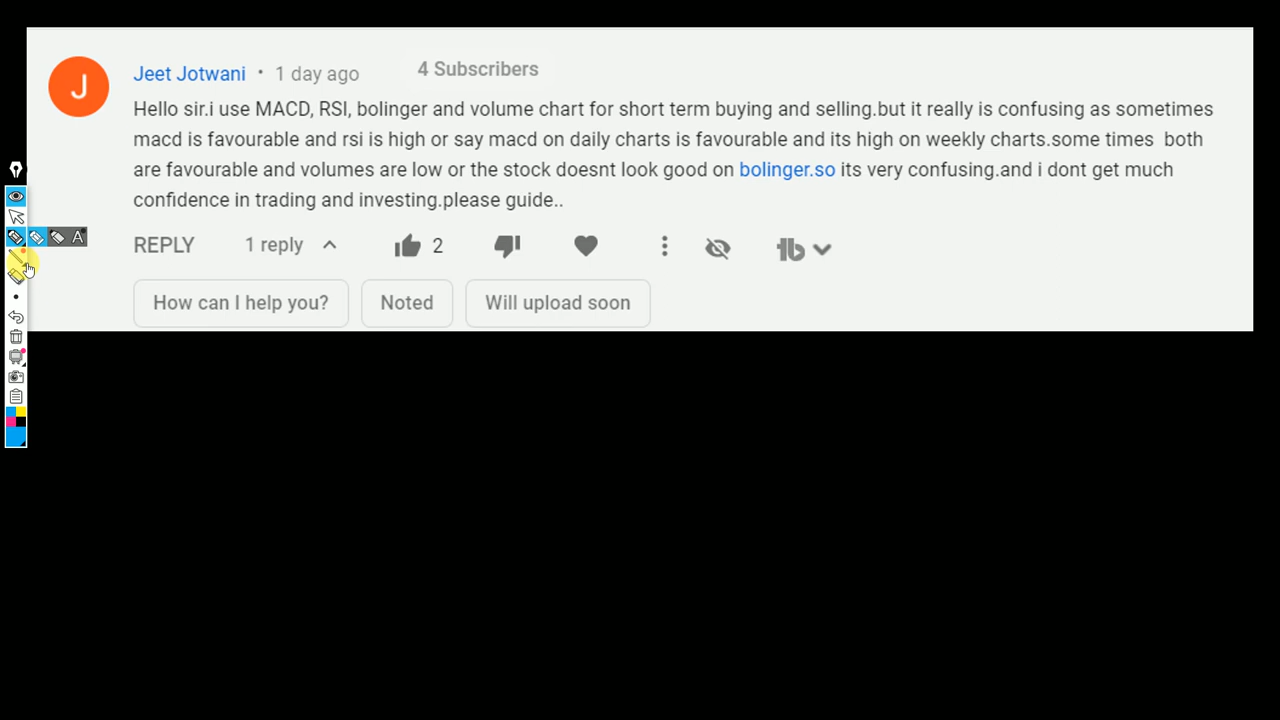 J
Jeet Jotwani • 1 day ago 4 Subscribers
Hello sir.i use MACD, RSI, bolinger and volume chart for short term buying and selling.but it really is confusing as sometimes
macd is favourable and rsi is high or say macd on daily charts is favourable and its high on weekly charts.some times both
are favourable and volumes are low or the stock doesnt look good on bolinger.so its very confusing.and i dont get much
confidence in trading and investing.please guide..
REPLY 1 reply 2 tb
How can I help you? Noted Will upload soon
A